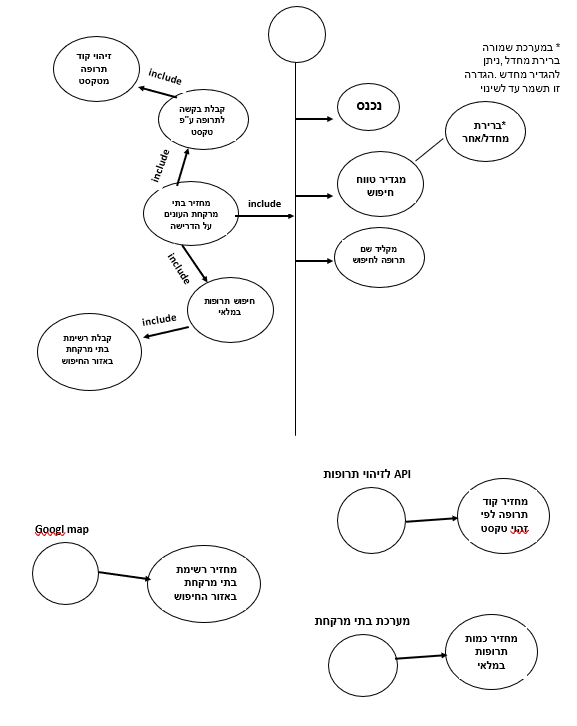 * במערכת שמורה
ברירת מחדל ,ניתן
להגדיר מחדש .הגדרה
זו תשמר עד לשינוי
*ברירת
מחדל/אחר
נכנס
מגדיר טווח
חיפוש
מקליד שם
תרופה לחיפוש
זיהוי קוד
תרופה
מטקסט
include
קבלת בקשה
לתרופה ע"פ
טקסט
include
מחזיר בתי
מרקחת העונים
על הדרישה
include
include
חיפוש תרופות
במלאי
include
קבלת רשימת
בתי מרקחת
באזור החיפוש
API לזיהוי תרופות
מחזיר קוד
תרופה לפי
זהוי טקסט
Googl map
מחזיר רשימת
בתי מרקחת
באזור החיפוש
מערכת בתי מרקחת
מחזיר כמות
תרופות
במלאי